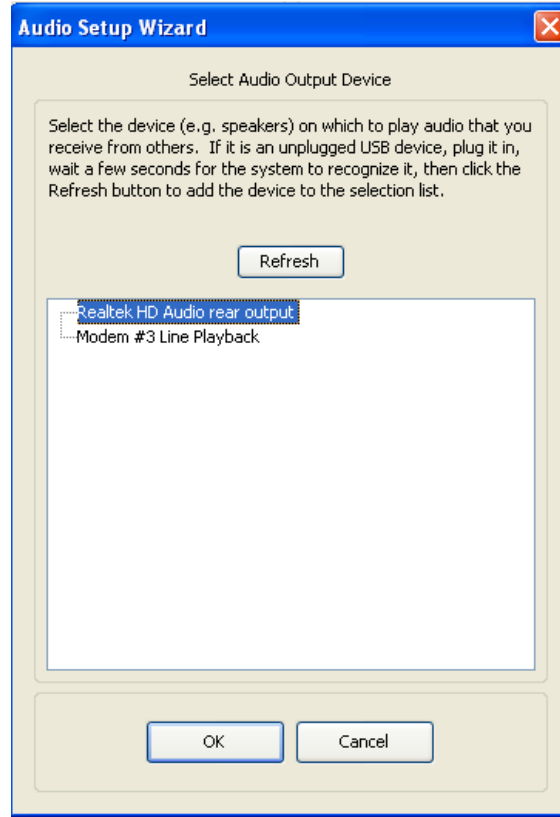 Audio Setup Wizard
Select Audio Output Device
Select the device (e.g. speakers) on which to play audio that you
receive from others. If it is an unplugged USB device, plug it in,
wait a few seconds for the system to recognize it, then click the
Refresh button to add the device to the selection list.
Refresh
Realtek HD Audio rear output
Modem #3 Line Playback
OK
Cancel